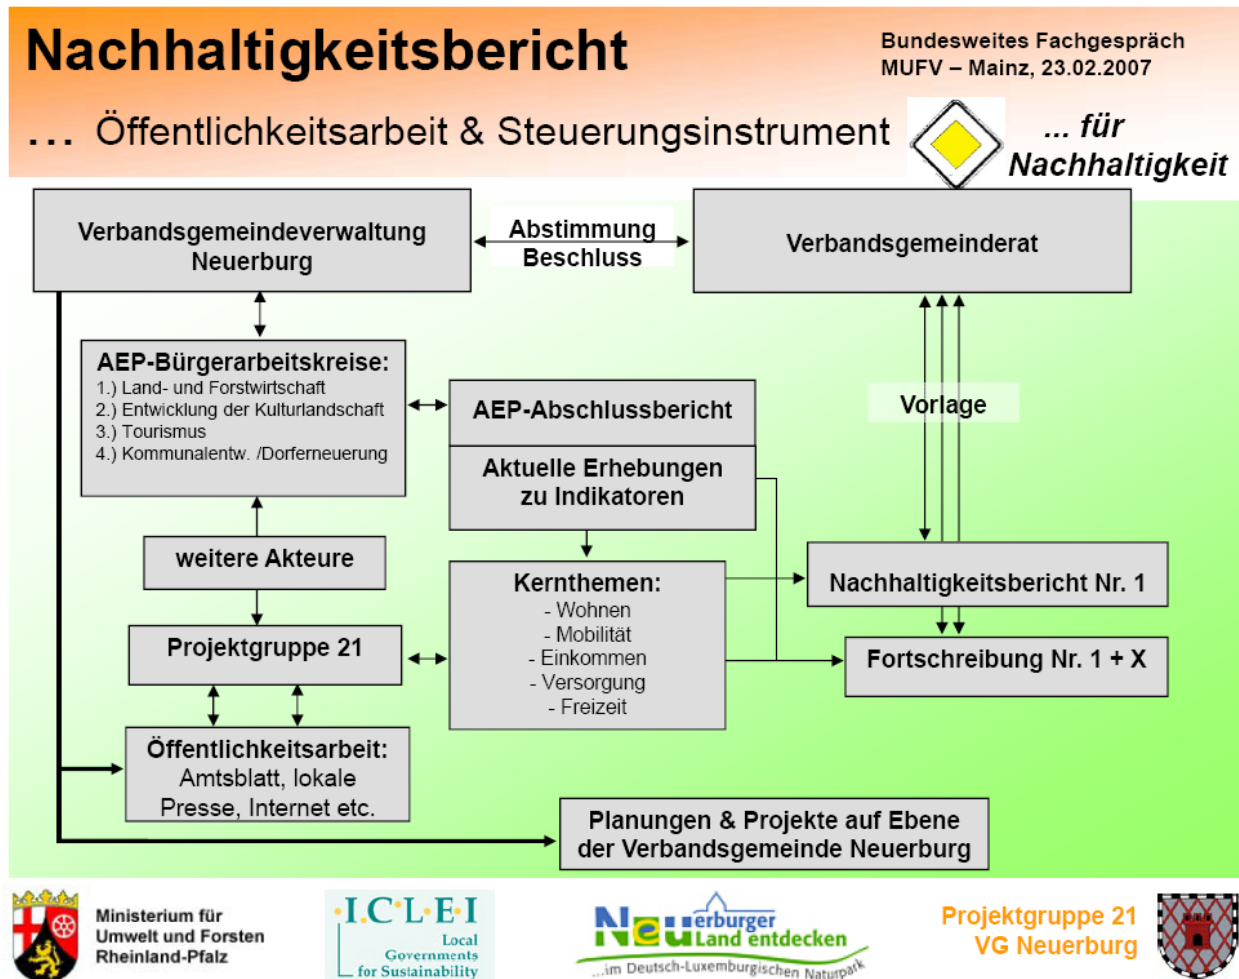 Nachhaltigkeitsbericht
Bundesweites Fachgespräch
MUFV – Mainz, 23.02.2007
... Öffentlichkeitsarbeit & Steuerungsinstrument
... für
Nachhaltigkeit
Verbandsgemeindeverwaltung
Neuerburg
Abstimmung
Beschluss
Verbandsgemeinderat
AEP-Bürgerarbeitskreise:
1.) Land- und Forstwirtschaft
2.) Entwicklung der Kulturlandschaft
3.) Tourismus
4.) Kommunalentw. /Dorferneuerung
AEP-Abschlussbericht
Vorlage
Aktuelle Erhebungen
zu Indikatoren
weitere Akteure
Kernthemen:
- Wohnen
- Mobilität
- Einkommen
- Versorgung
- Freizeit
Nachhaltigkeitsbericht Nr. 1
Projektgruppe 21
Fortschreibung Nr. 1 + X
Öffentlichkeitsarbeit:
Amtsblatt, lokale
Presse, Internet etc.
Planungen & Projekte auf Ebene
der Verbandsgemeinde Neuerburg
Ministerium für
Umwelt und Forsten
Rheinland-Pfalz
·I·C·L·E·I
Local
Governments
for Sustainability
Neuerburger
Land entdecken
...im Deutsch-Luxemburgischen Naturpark
Projektgruppe 21
VG Neuerburg